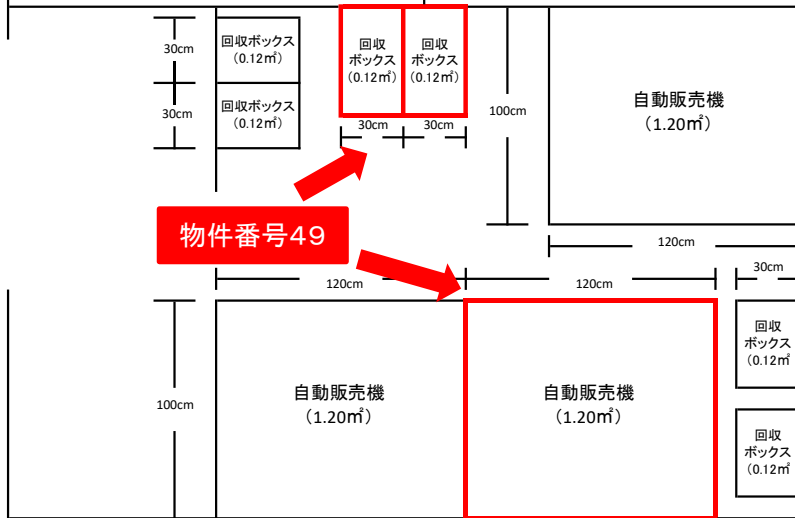 30cm
30cm
回収ボックス
(0.12㎡)
回収ボックス
(0.12㎡)
回収
ボックス
(0.12㎡)
回収
ボックス
(0.12㎡)
30cm
30cm
100cm
自動販売機
(1.20㎡)
120cm
物件番号49
120cm
120cm
30cm
100cm
自動販売機
(1.20㎡)
自動販売機
(1.20㎡)
回収
ボックス
(0.12㎡
回収
ボックス
(0.12㎡